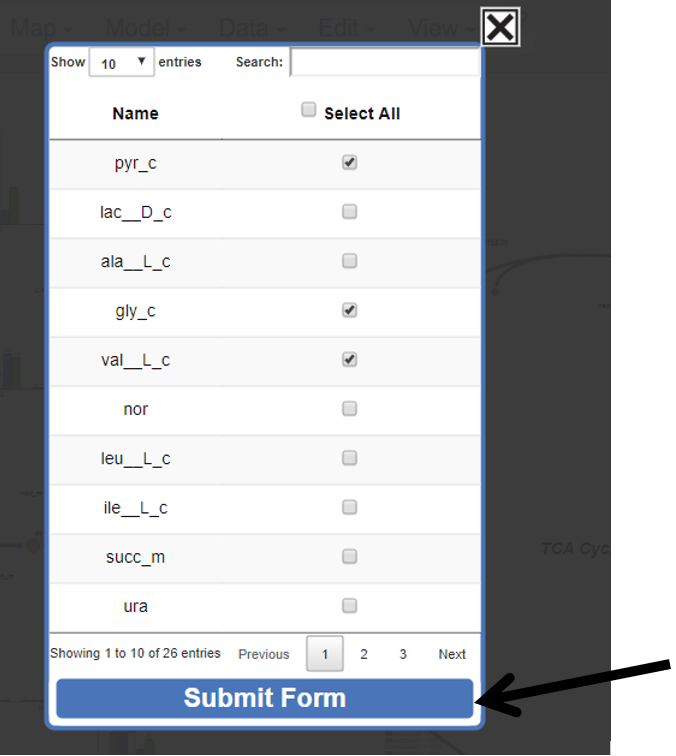 Map Model Data Edit View
Show 10 entries Search:
Name Select All
pyr_c
lac__D_c
ala__L_c
gly_c
val__L_c
nor
leu__L_c
ile__L_c
succ_m
TCA Cyc
ura
Showing 1 to 10 of 26 entries Previous 1 2 3 Next
Submit Form